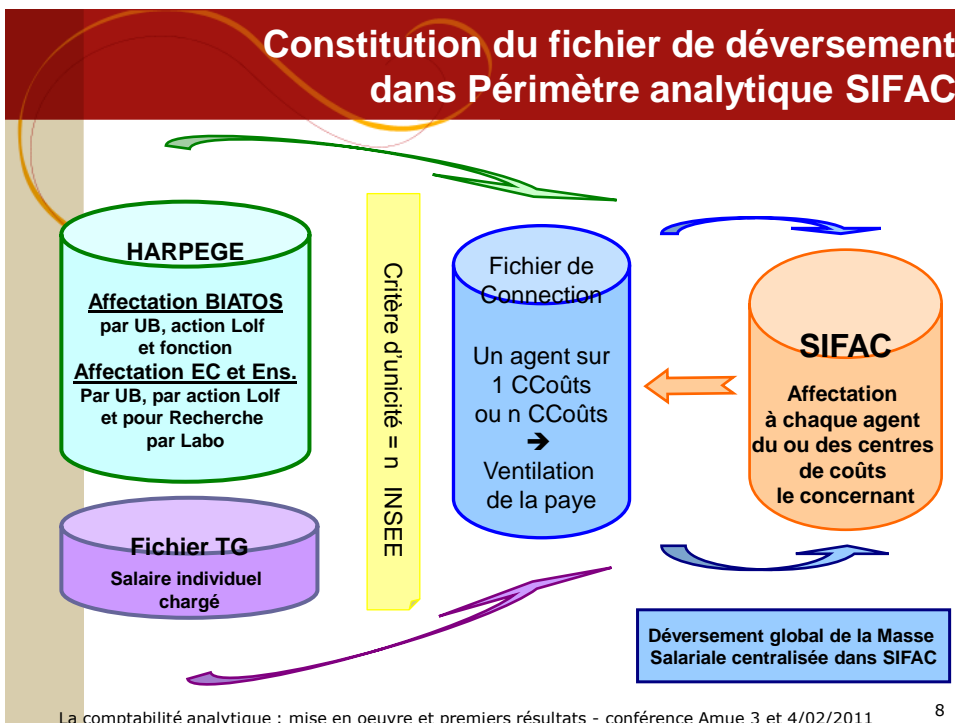 Constitution du fichier de déversement
dans Périmètre analytique SIFAC
HARPEGE
Affectation BIATOS
par UB, action Lolf
et fonction
Affectation EC et Ens.
Par UB, par action Lolf
et pour Recherche
par Labo
Fichier TG
Salaire individuel
chargé
Critère d'unicité = n INSEE
Fichier de
Connection
Un agent sur
1 CCoûts
ou n CCoûts
➔
Ventilation
de la paye
SIFAC
Affectation
à chaque agent
du ou des centres
de coûts
le concernant
Déversement global de la Masse
Salariale centralisée dans SIFAC
La comptabilité analytique : mise en oeuvre et premiers résultats - conférence Amue 3 et 4/02/2011
8